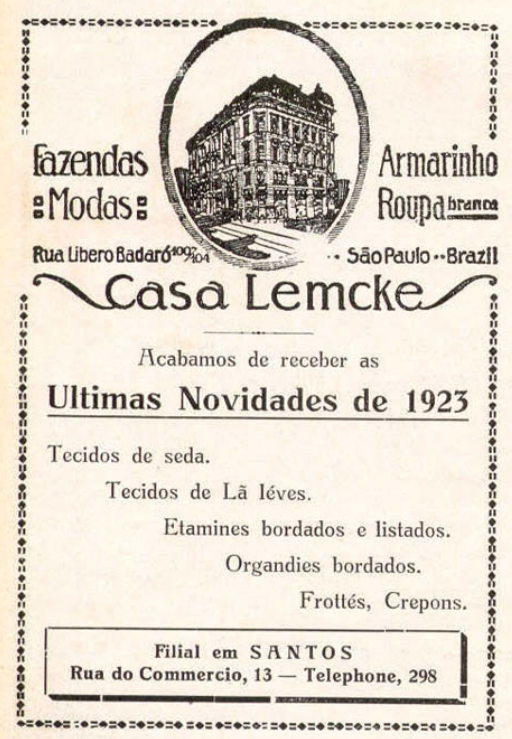 Fazendas
Modas
Armarinho
Roupa branca
Rua Libero Badaró 100/104
São Paulo - Brazil
Casa Lemcke
Acabamos de receber as
Ultimas Novidades de 1923
Tecidos de seda.
Tecidos de Lã léves.
Etamines bordados e listados.
Organdies bordados.
Frottés, Crepons.
Filial em SANTOS
Rua do Commercio, 13 — Telephone, 298